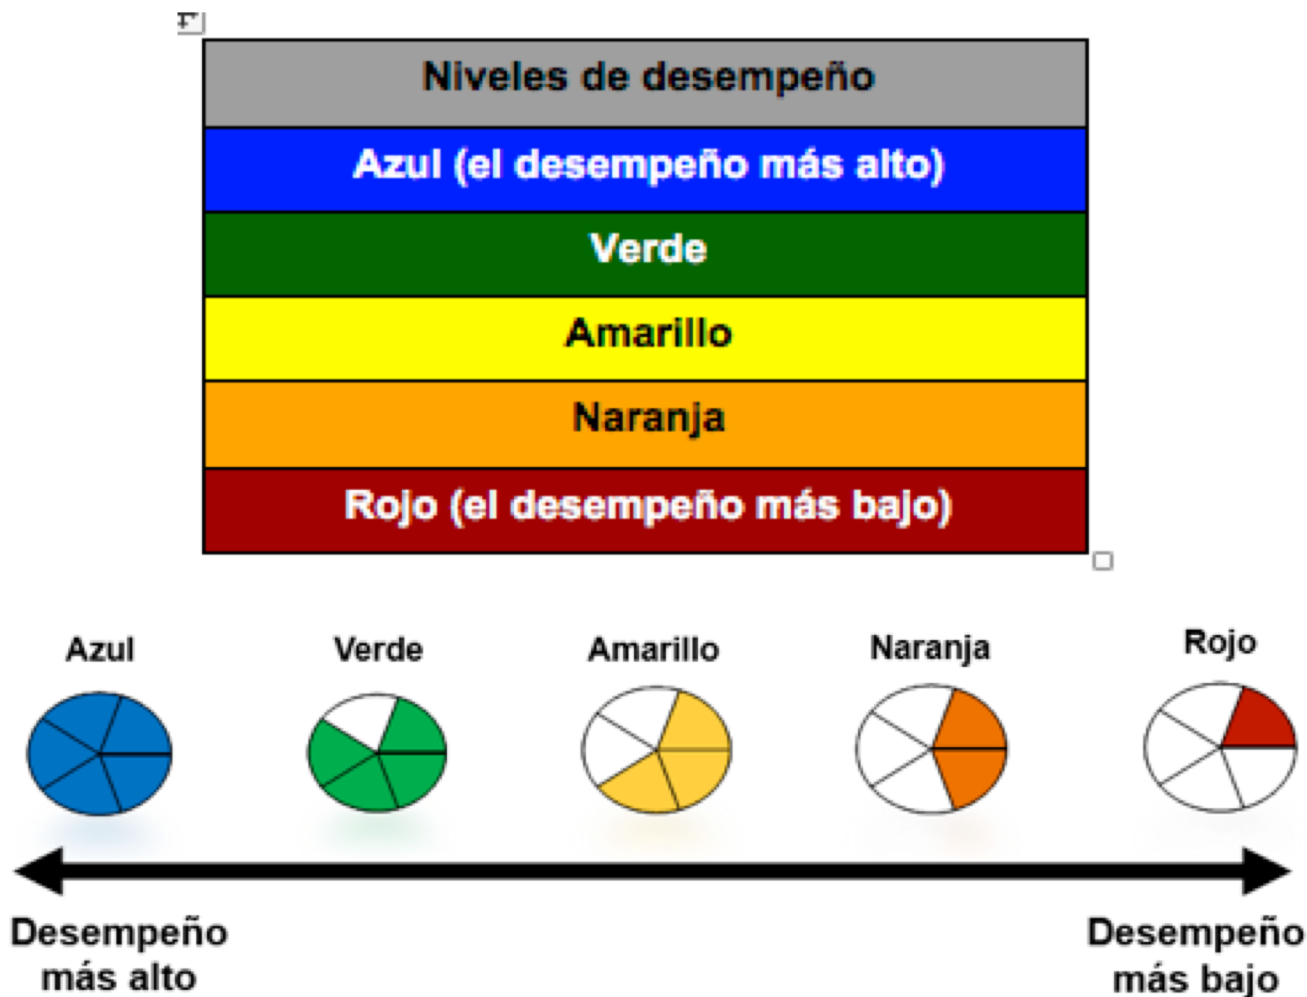 Niveles de desempeño
Azul (el desempeño más alto)
Verde
Amarillo
Naranja
Rojo (el desempeño más bajo)
Azul
Verde
Amarillo
Naranja
Rojo
Desempeño
más alto
Desempeño
más bajo